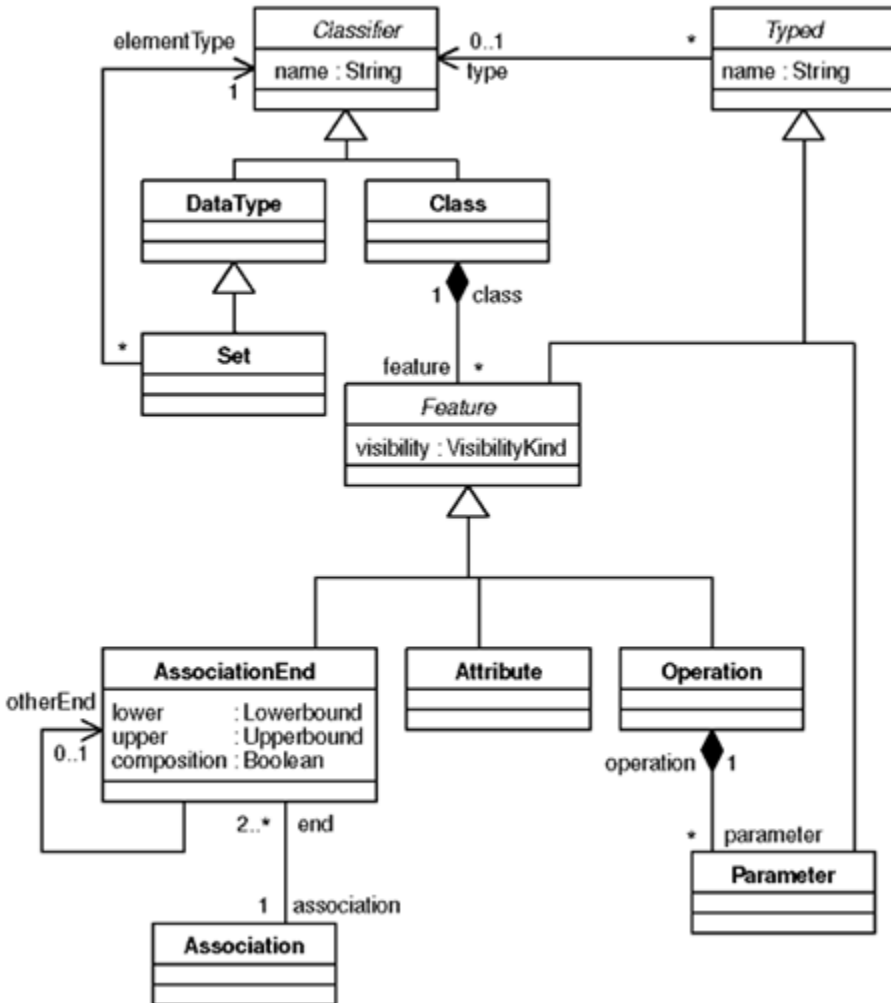 Classifier
Typed
elementType
0..1
*
name : String
type
name : String
1
DataType
Class
1
class
*
Set
feature
*
Feature
visibility : VisibilityKind
AssociationEnd
Attribute
Operation
otherEnd
lower : Lowerbound
0..1
upper : Upperbound
composition : Boolean
operation
1
2..*
end
*
parameter
Parameter
1
association
Association